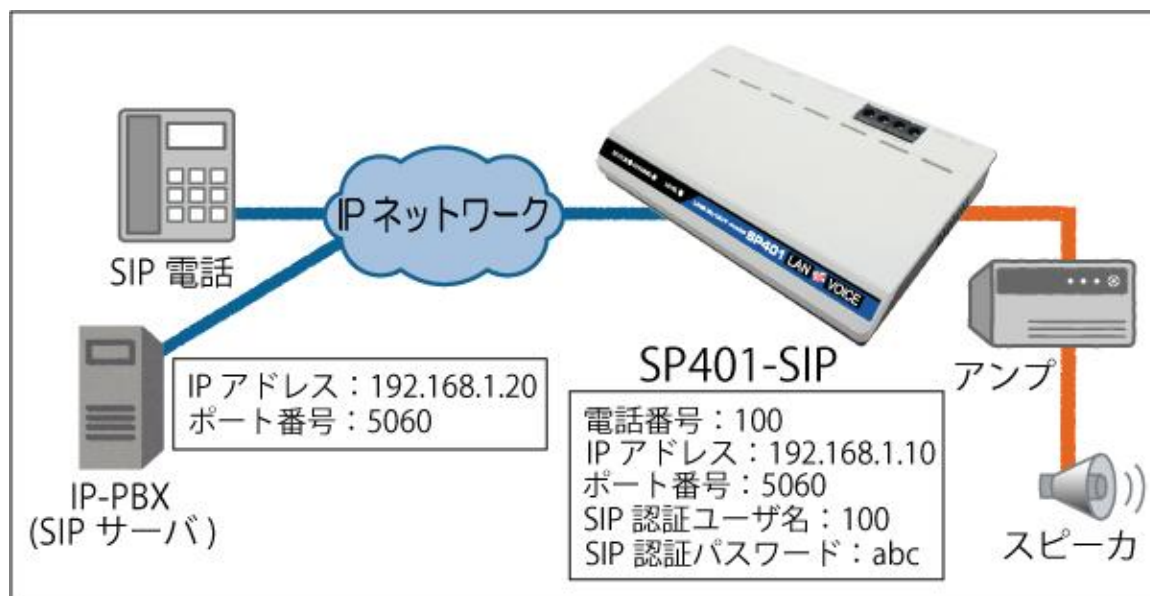 SIP 電話
IP ネットワーク
SP401 LAN VOICE
IP-PBX
(SIP サーバ )
IP アドレス：192.168.1.20
ポート番号：5060
SP401-SIP
電話番号：100
IP アドレス：192.168.1.10
ポート番号：5060
SIP 認証ユーザ名：100
SIP 認証パスワード：abc
アンプ
スピーカ